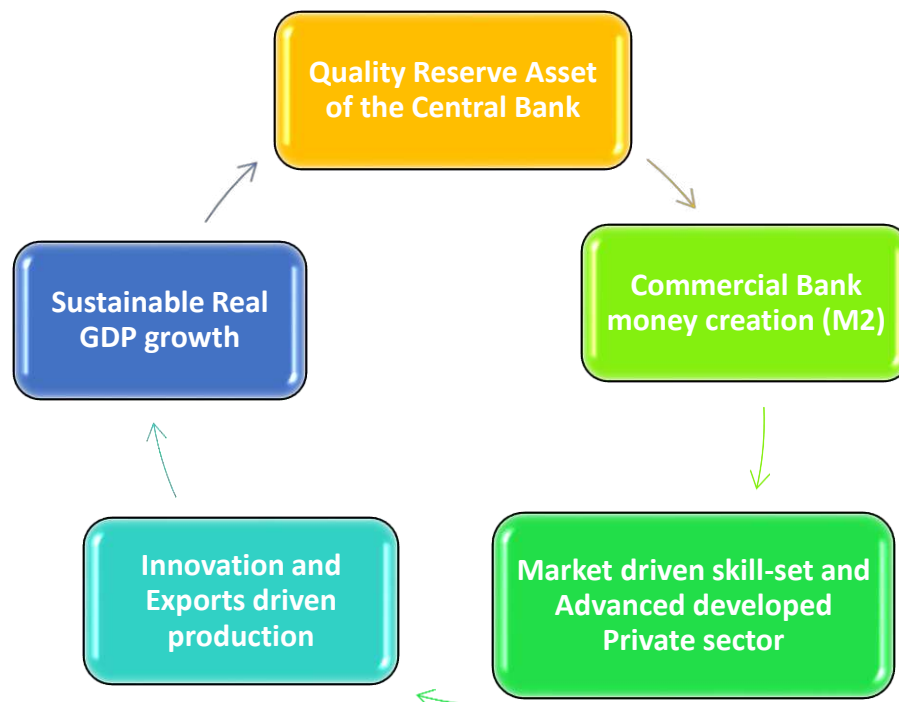 Quality Reserve Asset
of the Central Bank
Commercial Bank
money creation (M2)
Market driven skill-set and
Advanced developed
Private sector
Innovation and
Exports driven
production
Sustainable Real
GDP growth